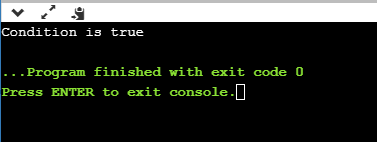 Condition is true
...Program finished with exit code 0
Press ENTER to exit console.